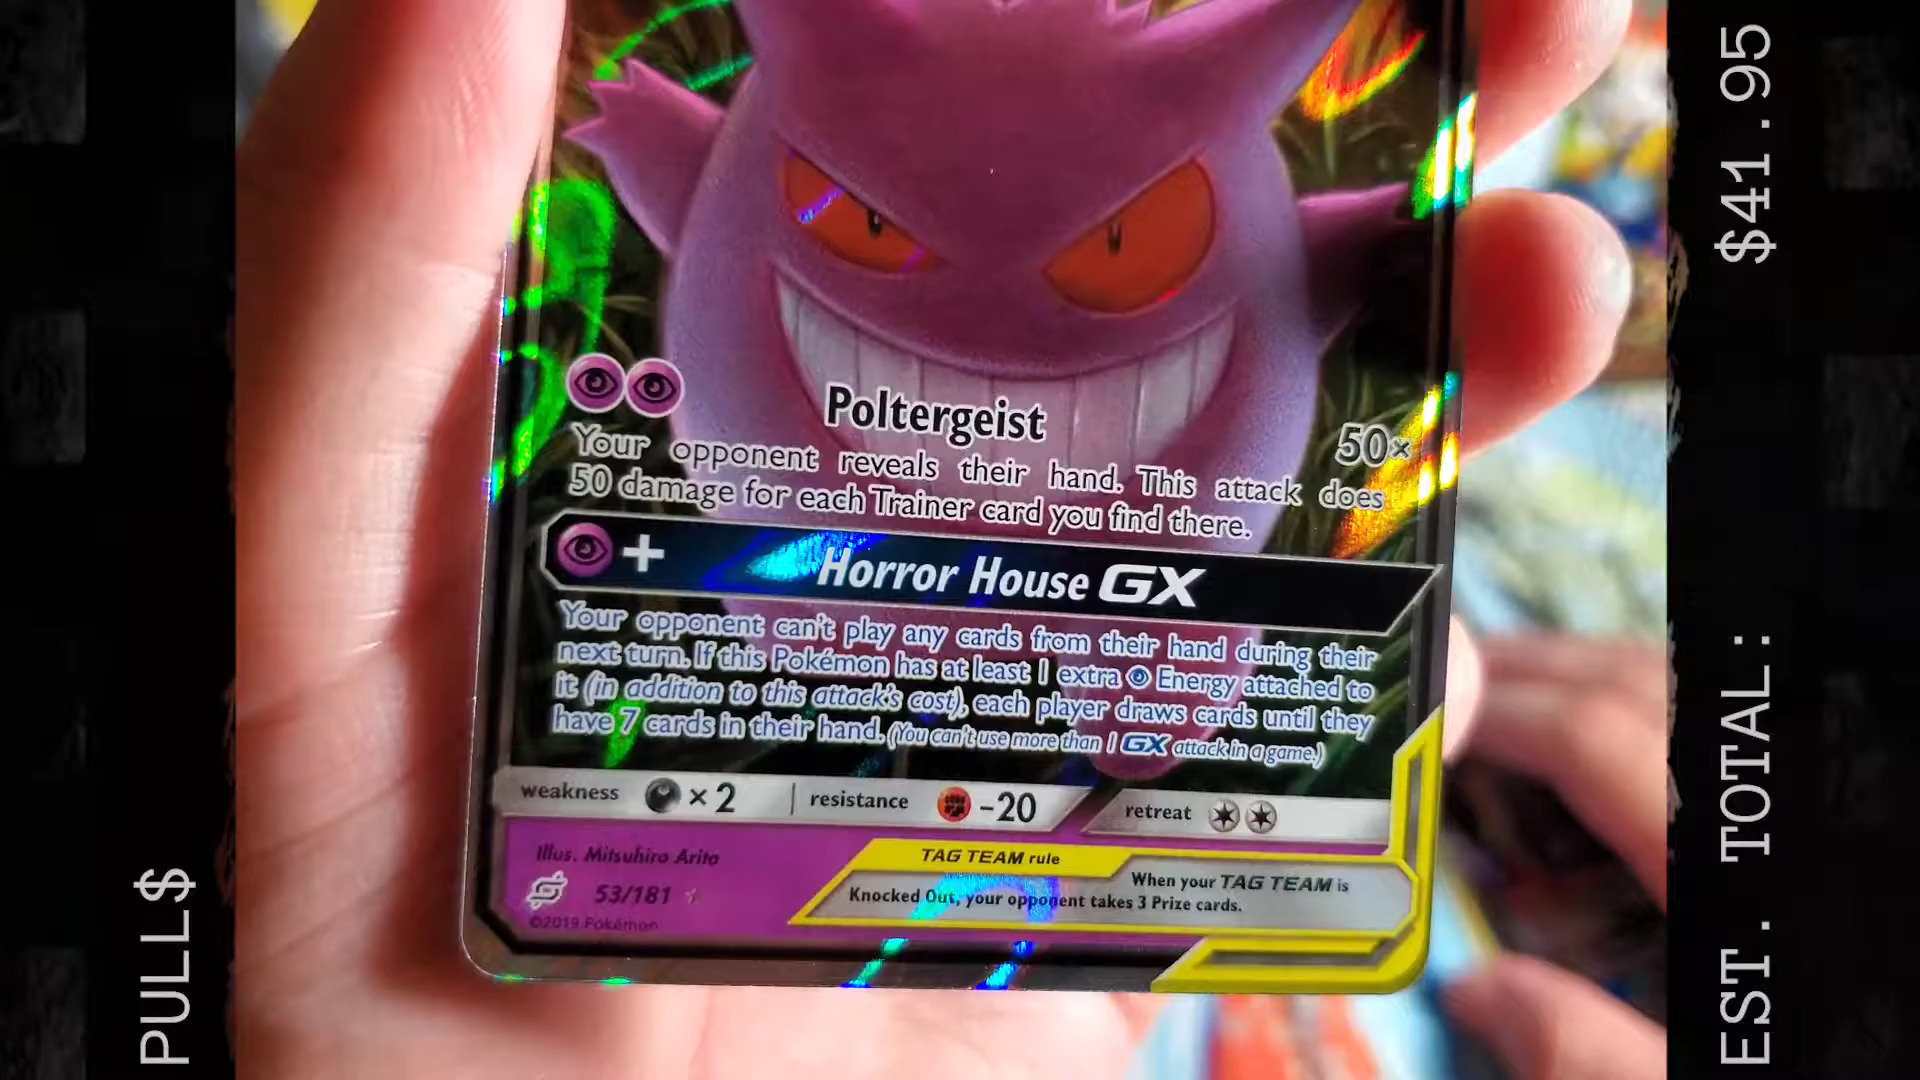 Poltergeist
50×
Your opponent reveals their hand. This attack does
50 damage for each Trainer card you find there.
+ Horror House GX
Your opponent can't play any cards from their hand during their
next turn. If this Pokémon has at least 1 extra Energy attached to
it (in addition to this attack's cost), each player draws cards until they
have 7 cards in their hand. (You can't use more than 1 GX attack in a game.)
weakness ×2
resistance -20
retreat
Illus. Mitsuhiro Arita
53/181
©2019 Pokémon
TAG TEAM rule
When your TAG TEAM is
Knocked Out, your opponent takes 3 Prize cards.
PULL$
EST. TOTAL: $41.95